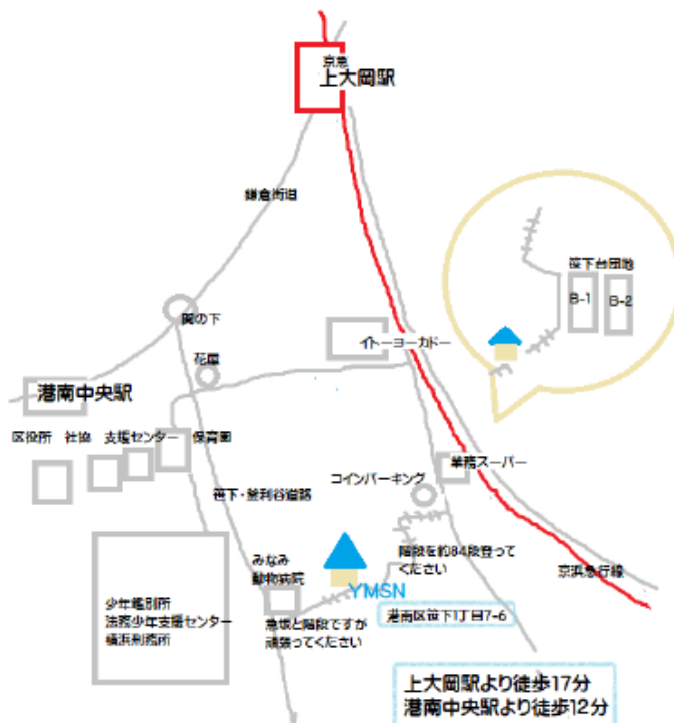 京急
上大岡駅
鎌倉街道
関の下
イトーヨーカドー
花屋
笹下台団地
B-1
B-2
港南中央駅
区役所 社協 支援センター 保育園
業務スーパー
コインパーキング
笹下・釜利谷道路
階段を約84段登って
ください
京浜急行線
みなみ
動物病院
YMSN
港南区笹下1丁目7-6
急坂と階段ですが
頑張ってください
少年鑑別所
法務少年支援センター
横浜刑務所
上大岡駅より徒歩17分
港南中央駅より徒歩12分